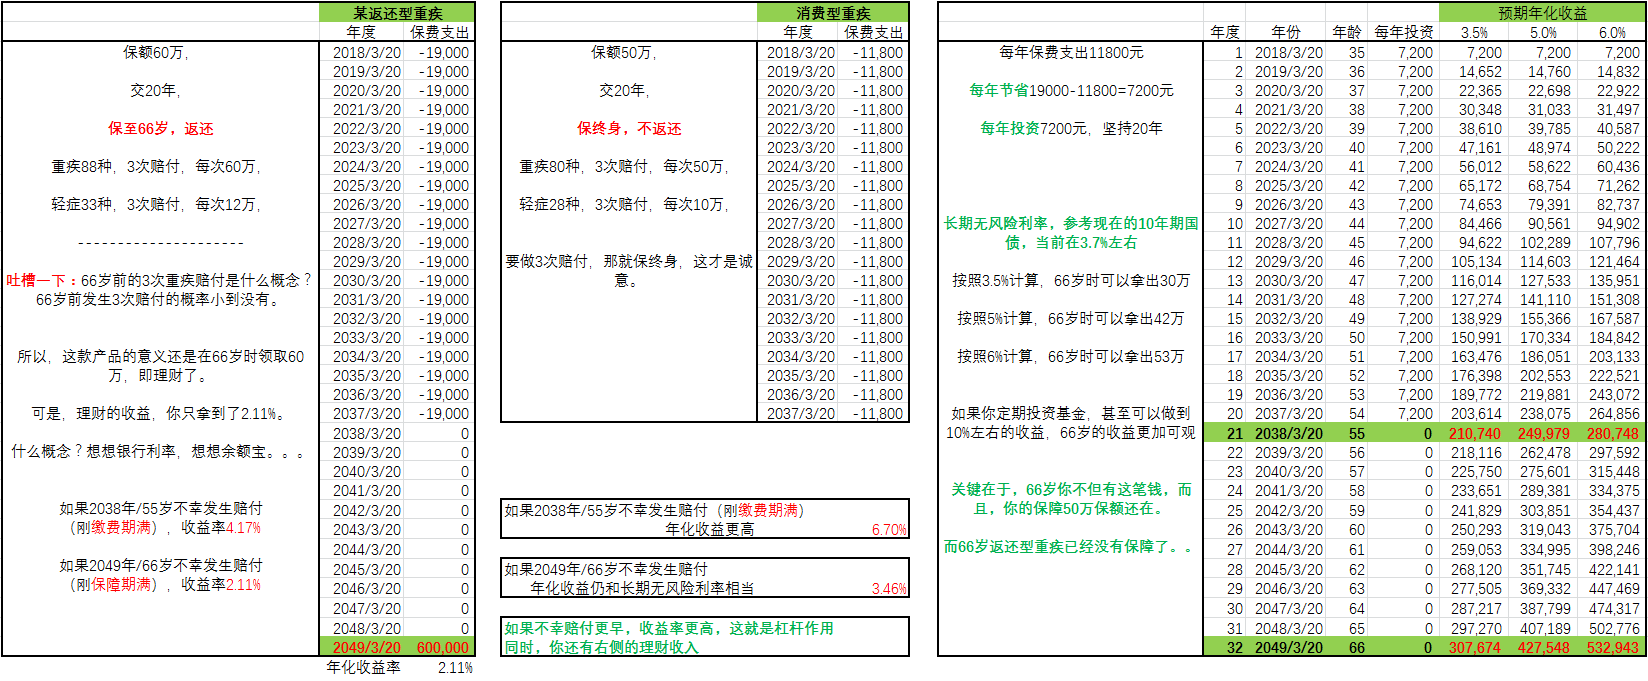 某返还型重疾
年度 保费支出
保额60万，
交20年，
保至66岁，返还
重疾88种，3次赔付，每次60万，
轻症33种，3次赔付，每次12万，
---------------------
吐槽一下：66岁前的3次重疾赔付是什么概念？
66岁前发生3次赔付的概率小到没有。
所以，这款产品的意义还是在66岁时领取60
万，即理财了。
可是，理财的收益，你只拿到了2.11%。
什么概念？想想银行利率，想想余额宝。。。
如果2038年/55岁不幸发生赔付
（刚缴费期满），收益率4.17%
如果2049年/66岁不幸发生赔付
（刚保障期满），收益率2.11%
2018/3/20 -19,000
2019/3/20 -19,000
2020/3/20 -19,000
2021/3/20 -19,000
2022/3/20 -19,000
2023/3/20 -19,000
2024/3/20 -19,000
2025/3/20 -19,000
2026/3/20 -19,000
2027/3/20 -19,000
2028/3/20 -19,000
2029/3/20 -19,000
2030/3/20 -19,000
2031/3/20 -19,000
2032/3/20 -19,000
2033/3/20 -19,000
2034/3/20 -19,000
2035/3/20 -19,000
2036/3/20 -19,000
2037/3/20 -19,000
2038/3/20 0
2039/3/20 0
2040/3/20 0
2041/3/20 0
2042/3/20 0
2043/3/20 0
2044/3/20 0
2045/3/20 0
2046/3/20 0
2047/3/20 0
2048/3/20 0
2049/3/20 600,000
年化收益率 2.11%
消费型重疾
年度 保费支出
保额50万，
交20年，
保终身，不返还
重疾80种，3次赔付，每次50万，
轻症28种，3次赔付，每次10万，
要做3次赔付，那就保终身，这才是诚
意。
2018/3/20 -11,800
2019/3/20 -11,800
2020/3/20 -11,800
2021/3/20 -11,800
2022/3/20 -11,800
2023/3/20 -11,800
2024/3/20 -11,800
2025/3/20 -11,800
2026/3/20 -11,800
2027/3/20 -11,800
2028/3/20 -11,800
2029/3/20 -11,800
2030/3/20 -11,800
2031/3/20 -11,800
2032/3/20 -11,800
2033/3/20 -11,800
2034/3/20 -11,800
2035/3/20 -11,800
2036/3/20 -11,800
2037/3/20 -11,800
如果2038年/55岁不幸发生赔付（刚缴费期满）
年化收益更高 6.70%
如果2049年/66岁不幸发生赔付
年化收益仍和长期无风险利率相当 3.46%
如果不幸赔付更早，收益率更高，这就是杠杆作用
同时，你还有右侧的理财收入
预期年化收益
年度 年份 年龄 每年投资 3.5% 5.0% 6.0%
每年保费支出11800元
每年节省19000-11800=7200元
每年投资7200元，坚持20年
长期无风险利率，参考现在的10年期国
债，当前在3.7%左右
按照3.5%计算，66岁时可以拿出30万
按照5%计算，66岁时可以拿出42万
按照6%计算，66岁时可以拿出53万
如果你定期投资基金，甚至可以做到
10%左右的收益，66岁的收益更加可观
关键在于，66岁你不但有这笔钱，而
且，你的保障50万保额还在。
而66岁返还型重疾已经没有保障了。。
1 2018/3/20 35 7,200 7,200 7,200 7,200
2 2019/3/20 36 7,200 14,652 14,760 14,832
3 2020/3/20 37 7,200 22,365 22,698 22,922
4 2021/3/20 38 7,200 30,348 31,033 31,497
5 2022/3/20 39 7,200 38,610 39,785 40,587
6 2023/3/20 40 7,200 47,161 48,974 50,222
7 2024/3/20 41 7,200 56,012 58,622 60,436
8 2025/3/20 42 7,200 65,172 68,754 71,262
9 2026/3/20 43 7,200 74,653 79,391 82,737
10 2027/3/20 44 7,200 84,466 90,561 94,902
11 2028/3/20 45 7,200 94,622 102,289 107,796
12 2029/3/20 46 7,200 105,134 114,603 121,464
13 2030/3/20 47 7,200 116,014 127,533 135,951
14 2031/3/20 48 7,200 127,274 141,110 151,308
15 2032/3/20 49 7,200 138,929 155,366 167,587
16 2033/3/20 50 7,200 150,991 170,334 184,842
17 2034/3/20 51 7,200 163,476 186,051 203,133
18 2035/3/20 52 7,200 176,398 202,553 222,521
19 2036/3/20 53 7,200 189,772 219,881 243,072
20 2037/3/20 54 7,200 203,614 238,075 264,856
21 2038/3/20 55 0 210,740 249,979 280,748
22 2039/3/20 56 0 218,116 262,478 297,592
23 2040/3/20 57 0 225,750 275,601 315,448
24 2041/3/20 58 0 233,651 289,381 334,375
25 2042/3/20 59 0 241,829 303,851 354,437
26 2043/3/20 60 0 250,293 319,043 375,704
27 2044/3/20 61 0 259,053 334,995 398,246
28 2045/3/20 62 0 268,120 351,745 422,141
29 2046/3/20 63 0 277,505 369,332 447,469
30 2047/3/20 64 0 287,217 387,799 474,317
31 2048/3/20 65 0 297,270 407,189 502,776
32 2049/3/20 66 0 307,674 427,548 532,943